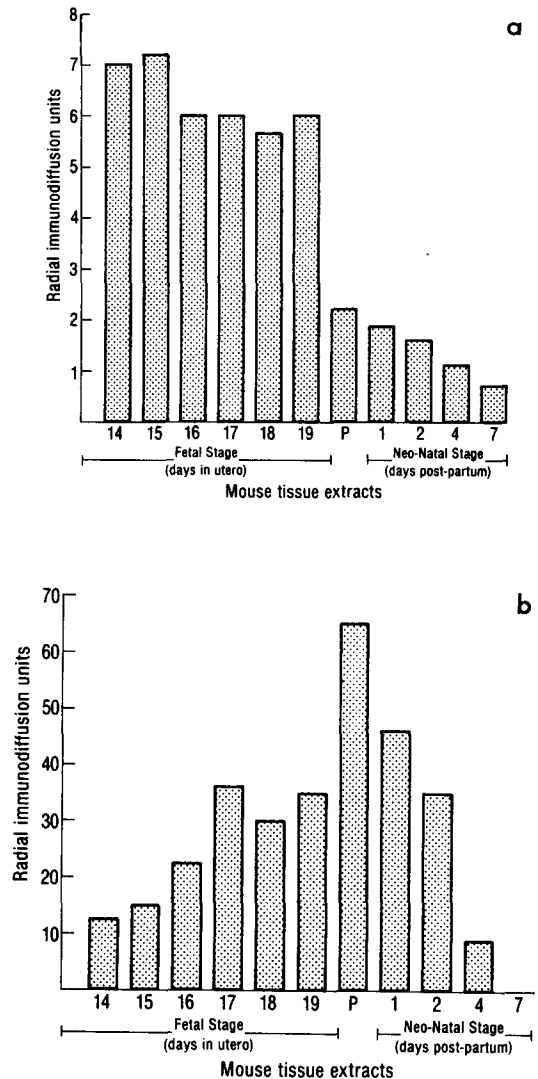 a
8
7
6
5
4
3
2
1
Radial immunodiffusion units
14 15 16 17 18 19 P 1 2 4 7
Fetal Stage Neo-Natal Stage
(days in utero) (days post-partum)
Mouse tissue extracts
b
70
60
50
40
30
20
10
Radial immunodiffusion units
14 15 16 17 18 19 P 1 2 4 7
Fetal Stage Neo-Natal Stage
(days in utero) (days post-partum)
Mouse tissue extracts